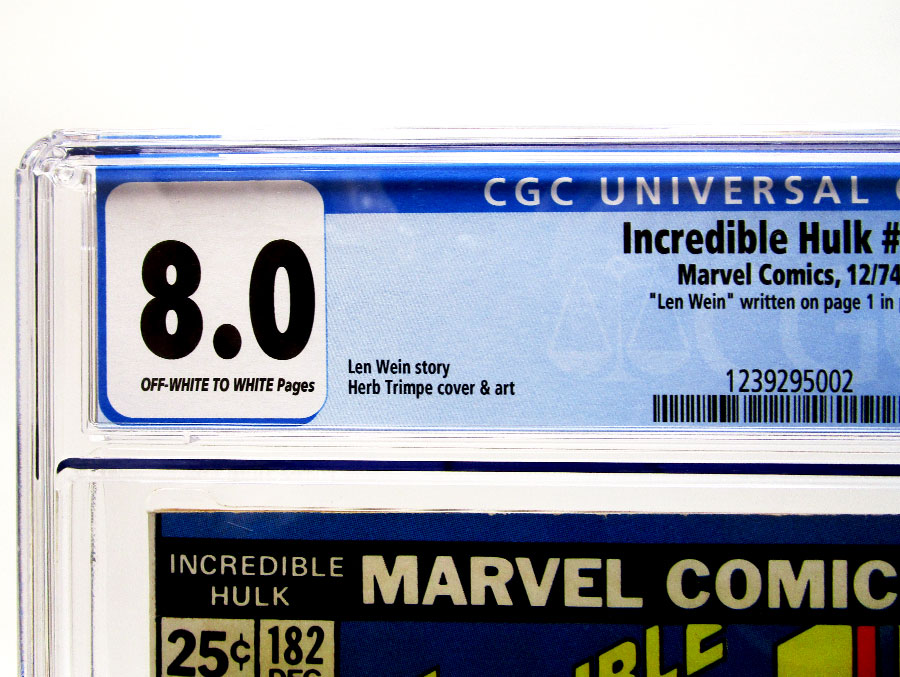 CGC UNIVERSAL
8.0
OFF-WHITE TO WHITE Pages
Incredible Hulk #
Marvel Comics, 12/74
"Len Wein" written on page 1 in
Len Wein story
Herb Trimpe cover & art
1239295002
INCREDIBLE
HULK
MARVEL COMIC
25¢
182
DEC